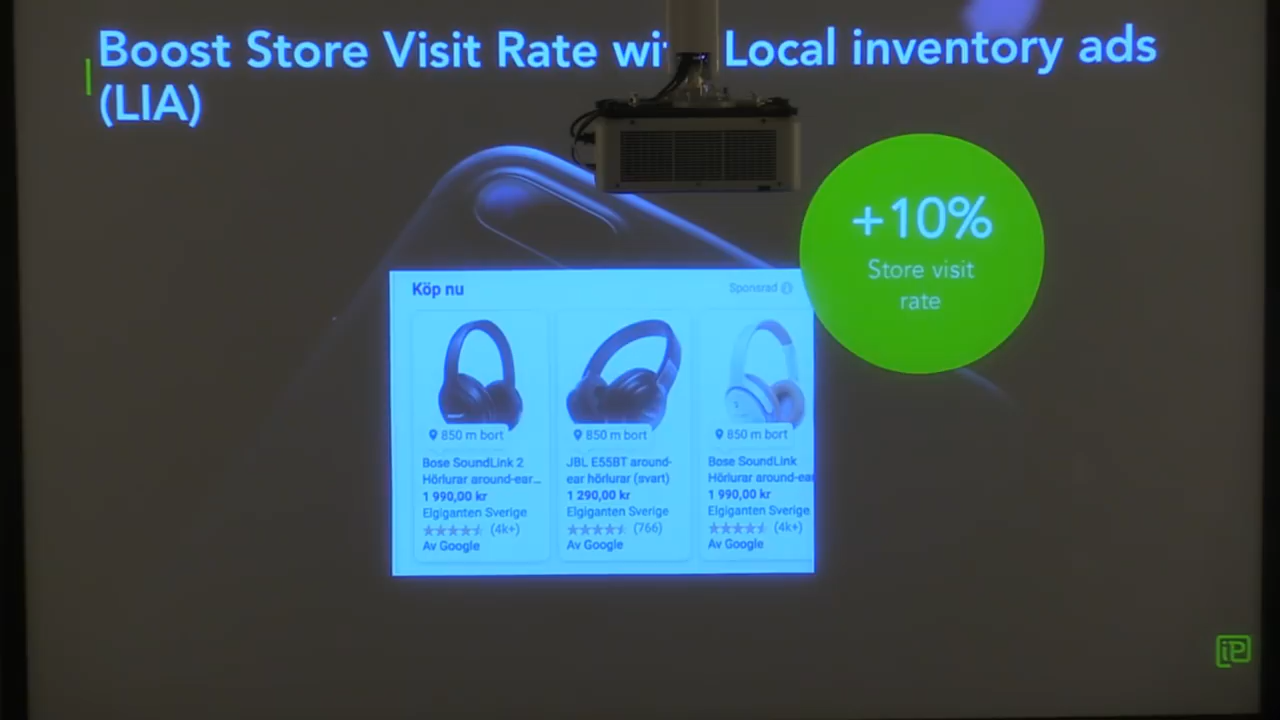 Boost Store Visit Rate wi Local inventory ads
(LIA)
+10%
Store visit
rate
Köp nu
Sponsrad
850 m bort
Bose SoundLink 2
Hörlurar around-ear...
1 990,00 kr
Elgiganten Sverige
(4k+)
Av Google
850 m bort
JBL E55BT around-
ear hörlurar (svart)
1 290,00 kr
Elgiganten Sverige
(766)
Av Google
850 m bort
Bose SoundLink
Hörlurar around-ear
1 990,00 kr
Elgiganten Sverige
(4k+)
Av Google
iP